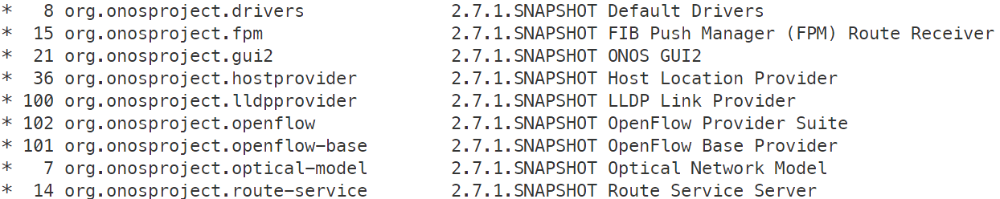 *   8 org.onosproject.drivers              2.7.1.SNAPSHOT Default Drivers
*  15 org.onosproject.fpm                  2.7.1.SNAPSHOT FIB Push Manager (FPM) Route Receiver
*  21 org.onosproject.gui2                 2.7.1.SNAPSHOT ONOS GUI2
*  36 org.onosproject.hostprovider         2.7.1.SNAPSHOT Host Location Provider
* 100 org.onosproject.lldpprovider         2.7.1.SNAPSHOT LLDP Link Provider
* 102 org.onosproject.openflow             2.7.1.SNAPSHOT OpenFlow Provider Suite
* 101 org.onosproject.openflow-base        2.7.1.SNAPSHOT OpenFlow Base Provider
*   7 org.onosproject.optical-model        2.7.1.SNAPSHOT Optical Network Model
*  14 org.onosproject.route-service        2.7.1.SNAPSHOT Route Service Server